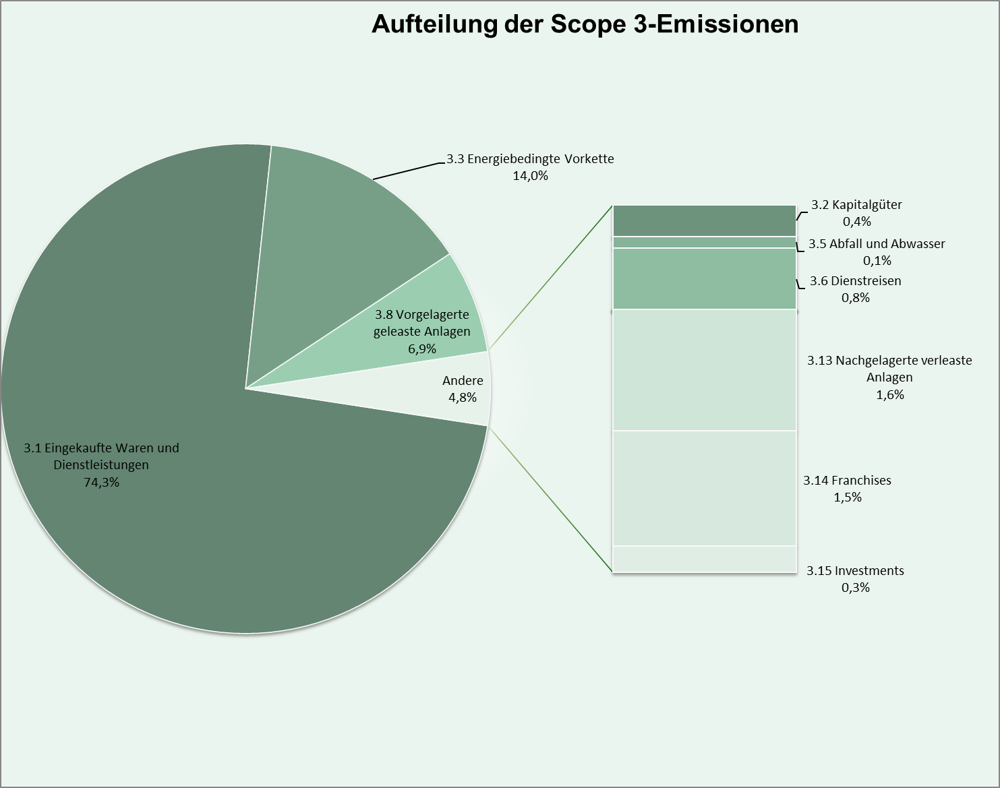 Aufteilung der Scope 3-Emissionen
3.3 Energiebedingte Vorkette
14,0%
3.8 Vorgelagerte
geleaste Anlagen
6,9%
Andere
4,8%
3.1 Eingekaufte Waren und
Dienstleistungen
74,3%
3.2 Kapitalgüter
0,4%
3.5 Abfall und Abwasser
0,1%
3.6 Dienstreisen
0,8%
3.13 Nachgelagerte verleaste
Anlagen
1,6%
3.14 Franchises
1,5%
3.15 Investments
0,3%